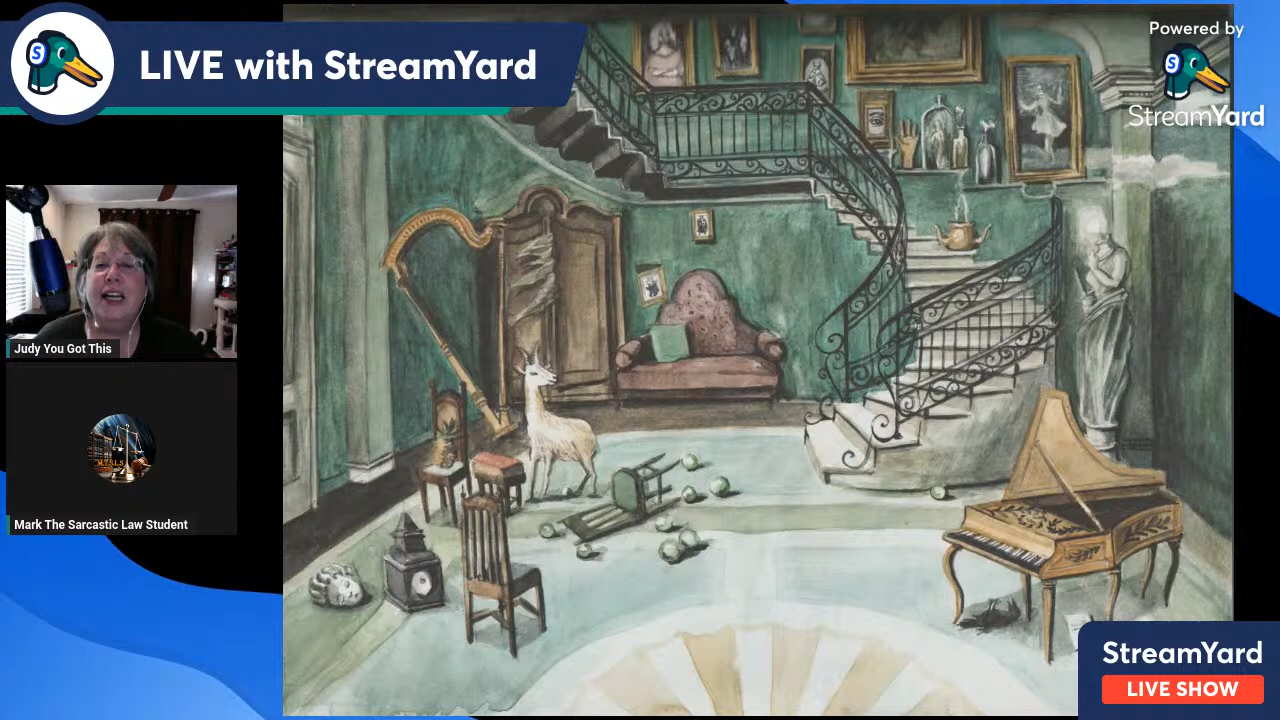 LIVE with StreamYard
Powered by
StreamYard
Judy You Got This
M.T.S.L.S
Mark The Sarcastic Law Student
StreamYard
LIVE SHOW